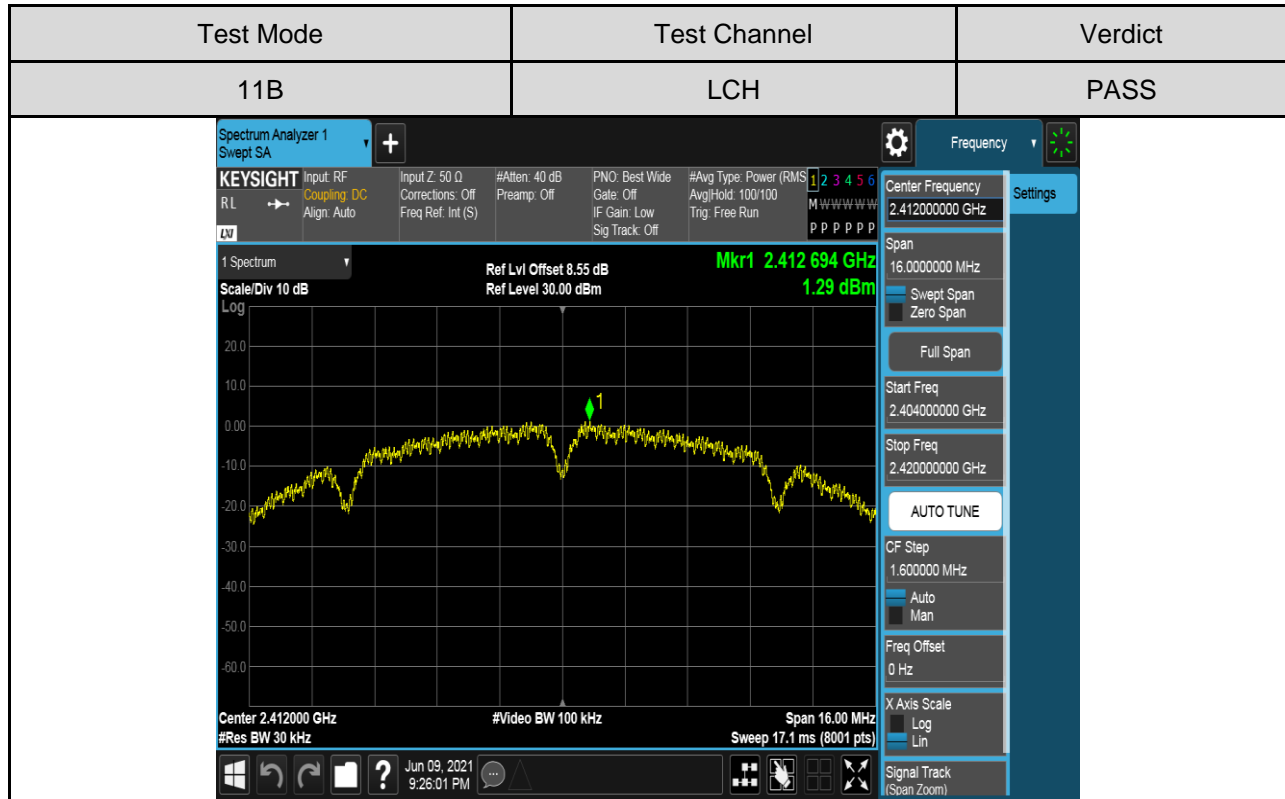 Test Mode Test Channel Verdict
11B LCH PASS
Spectrum Analyzer 1
Swept SA
+
Frequency
KEYSIGHT
RL
LXI
Input: RF
Coupling: DC
Align: Auto
Input Z: 50 Ω
Corrections: Off
Freq Ref: Int (S)
#Atten: 40 dB
Preamp: Off
PNO: Best Wide
Gate: Off
IF Gain: Low
Sig Track: Off
#Avg Type: Power (RMS
Avg|Hold: 100/100
Trig: Free Run
1 2 3 4 5 6
M W W W W W
P P P P P P
1 Spectrum
Scale/Div 10 dB
Ref Lvl Offset 8.55 dB
Ref Level 30.00 dBm
Mkr1 2.412 694 GHz
1.29 dBm
Log
20.0
10.0
0.00
-10.0
-20.0
-30.0
-40.0
-50.0
-60.0
1
Center 2.412000 GHz
#Video BW 100 kHz
Span 16.00 MHz
#Res BW 30 kHz
Sweep 17.1 ms (8001 pts)
?
Jun 09, 2021
9:26:01 PM
Center Frequency
2.412000000 GHz
Settings
Span
16.0000000 MHz
Swept Span
Zero Span
Full Span
Start Freq
2.404000000 GHz
Stop Freq
2.420000000 GHz
AUTO TUNE
CF Step
1.600000 MHz
Auto
Man
Freq Offset
0 Hz
X Axis Scale
Log
Lin
Signal Track
(Span Zoom)